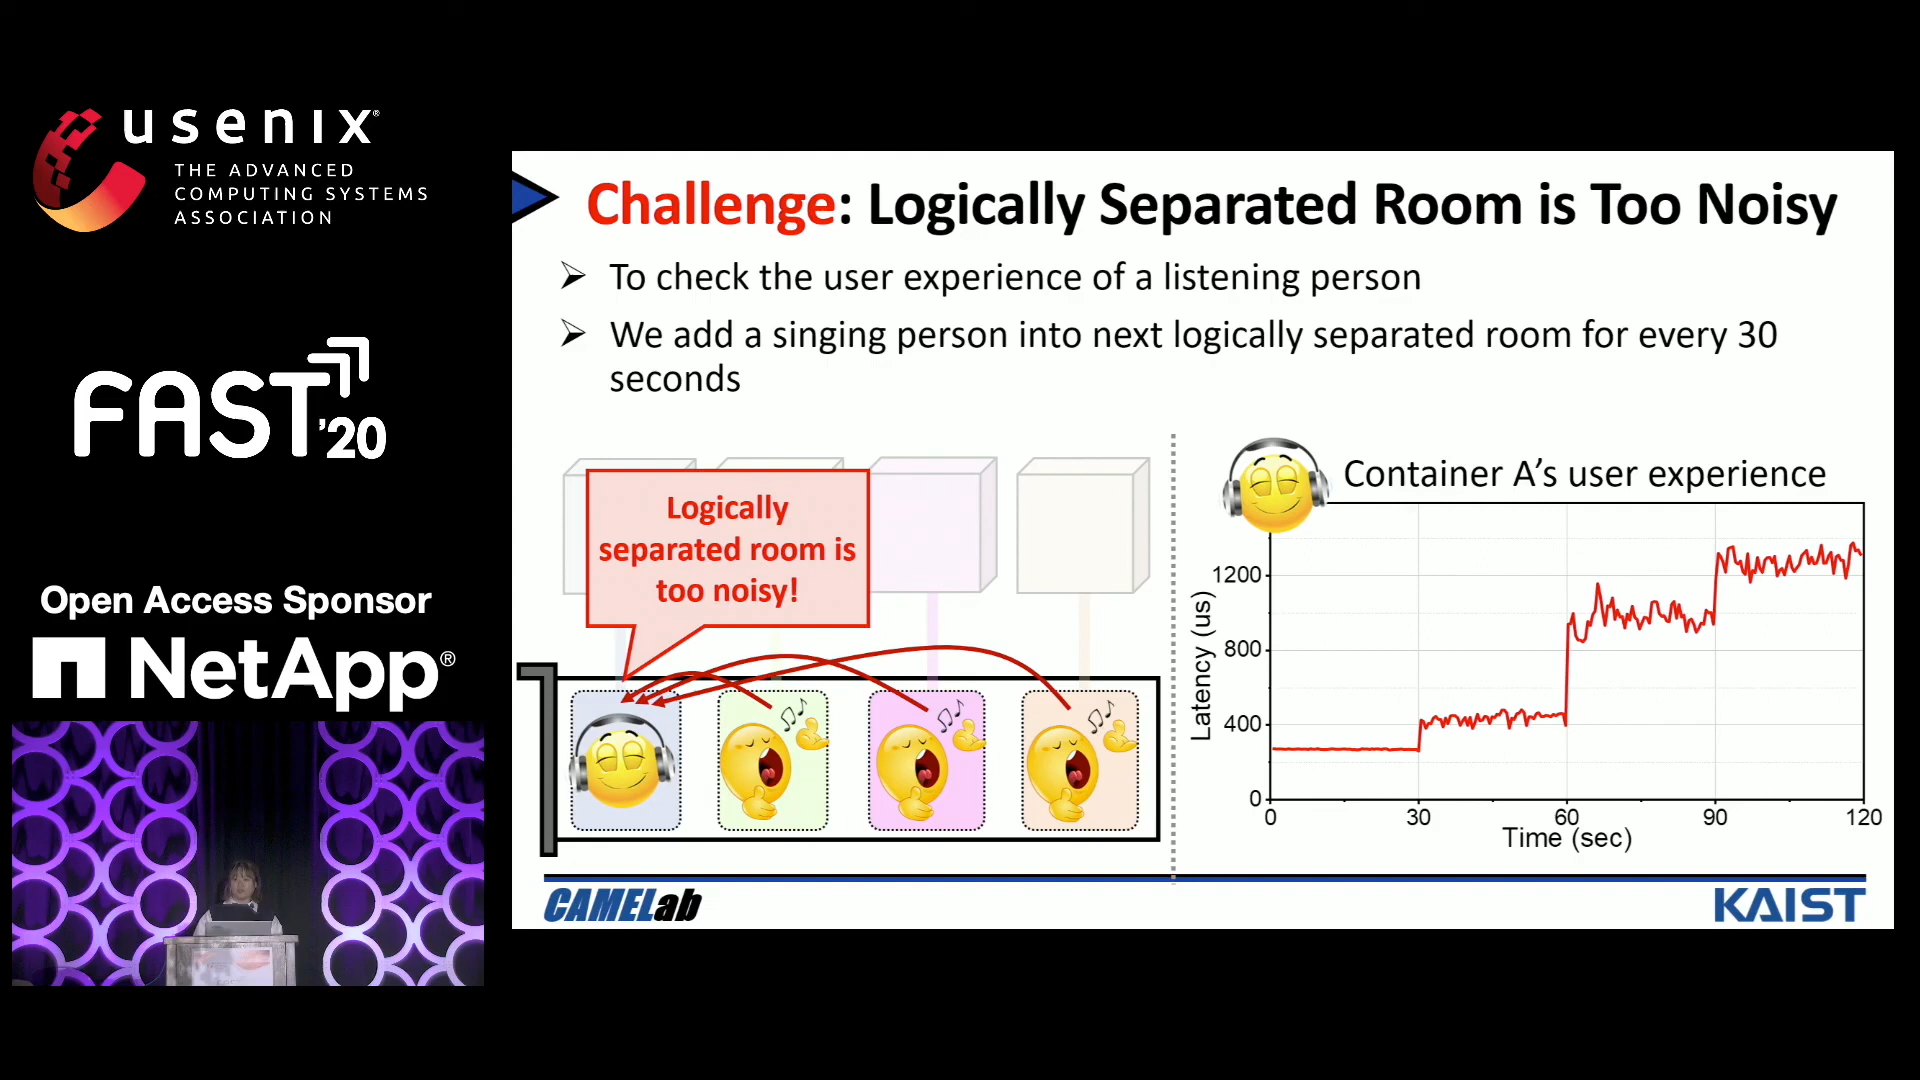 usenix®
THE ADVANCED
COMPUTING SYSTEMS
ASSOCIATION
FAST '20
Open Access Sponsor
NetApp®
Challenge: Logically Separated Room is Too Noisy
To check the user experience of a listening person
We add a singing person into next logically separated room for every 30
seconds
Logically
separated room is
too noisy!
Container A's user experience
Latency (us)
1200
800
400
0
0 30 60 90 120
Time (sec)
CAMELab
KAIST